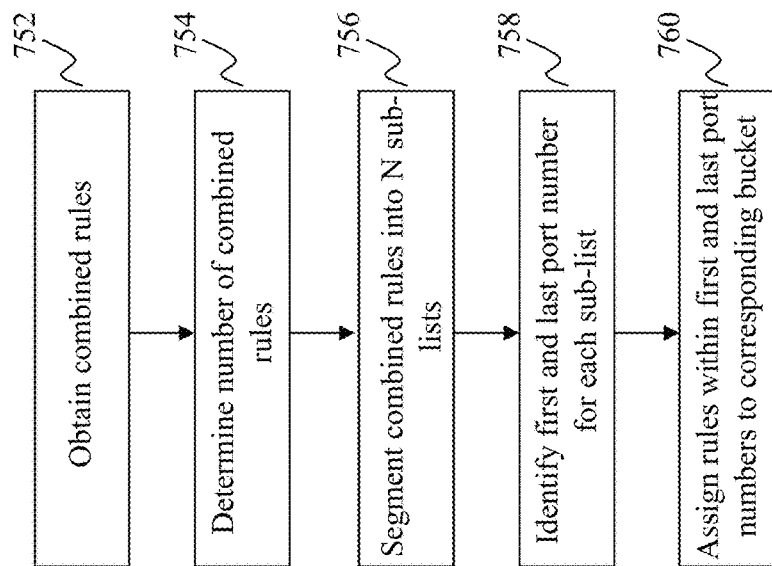 752
Obtain combined rules
754
Determine number of combined
rules
756
Segment combined rules into N sub-
lists
758
Identify first and last port number
for each sub-list
760
Assign rules within first and last port
numbers to corresponding bucket